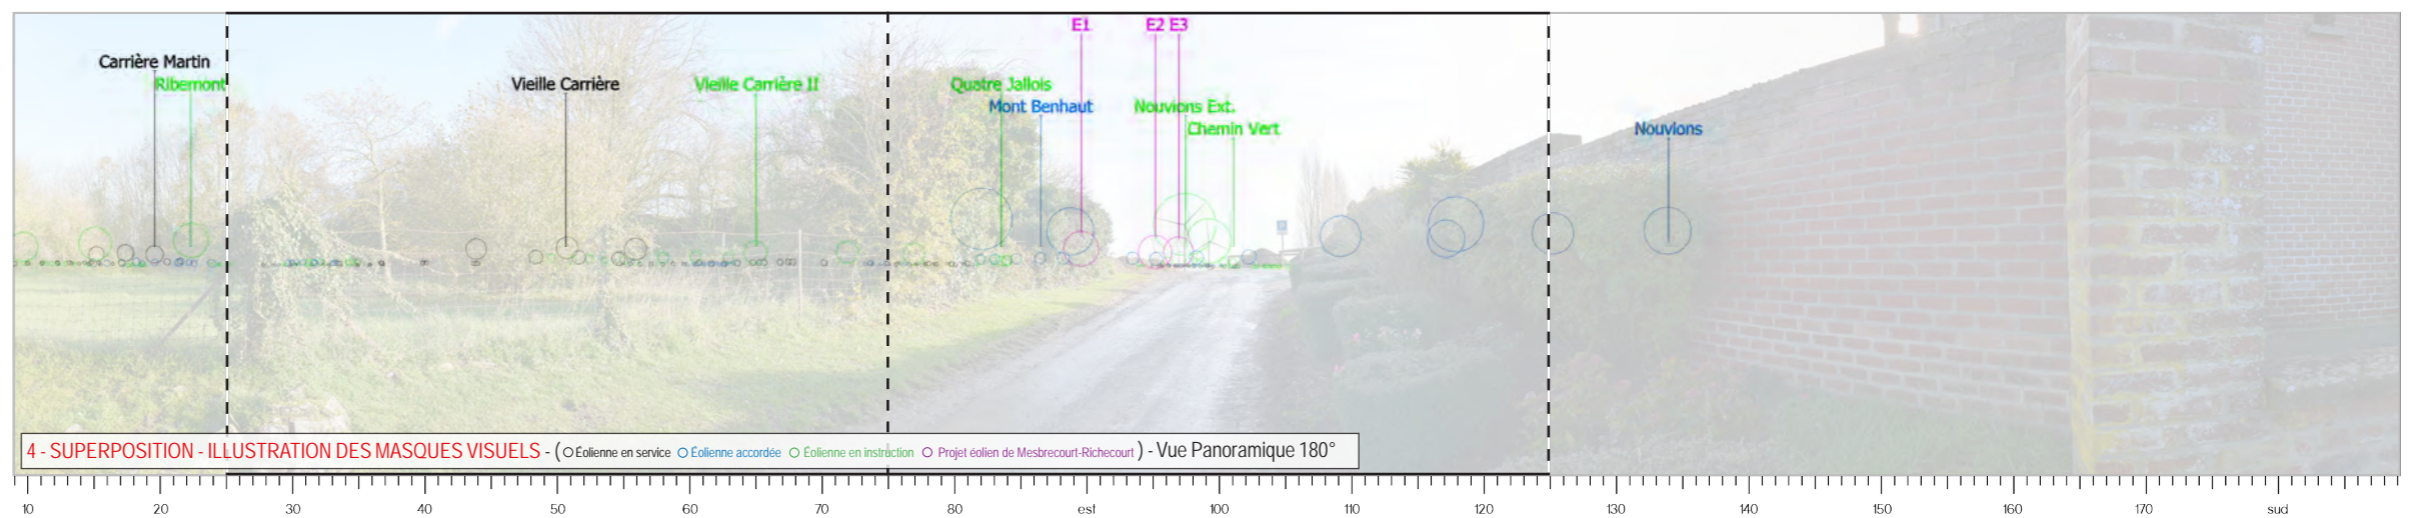 E1 E2 E3
Carrière Martin
Ribemont Vieille Carrière Vieille Carrière II Quatre Jallois
Mont Benhaut Nouvions Ext.
Chemin Vert Nouvions
4 - SUPERPOSITION - ILLUSTRATION DES MASQUES VISUELS - ( Éolienne en service Éolienne accordée Éolienne en instruction Projet éolien de Mesbrecourt-Richecourt ) - Vue Panoramique 180°
10 20 30 40 50 60 70 80 est 100 110 120 130 140 150 160 170 sud